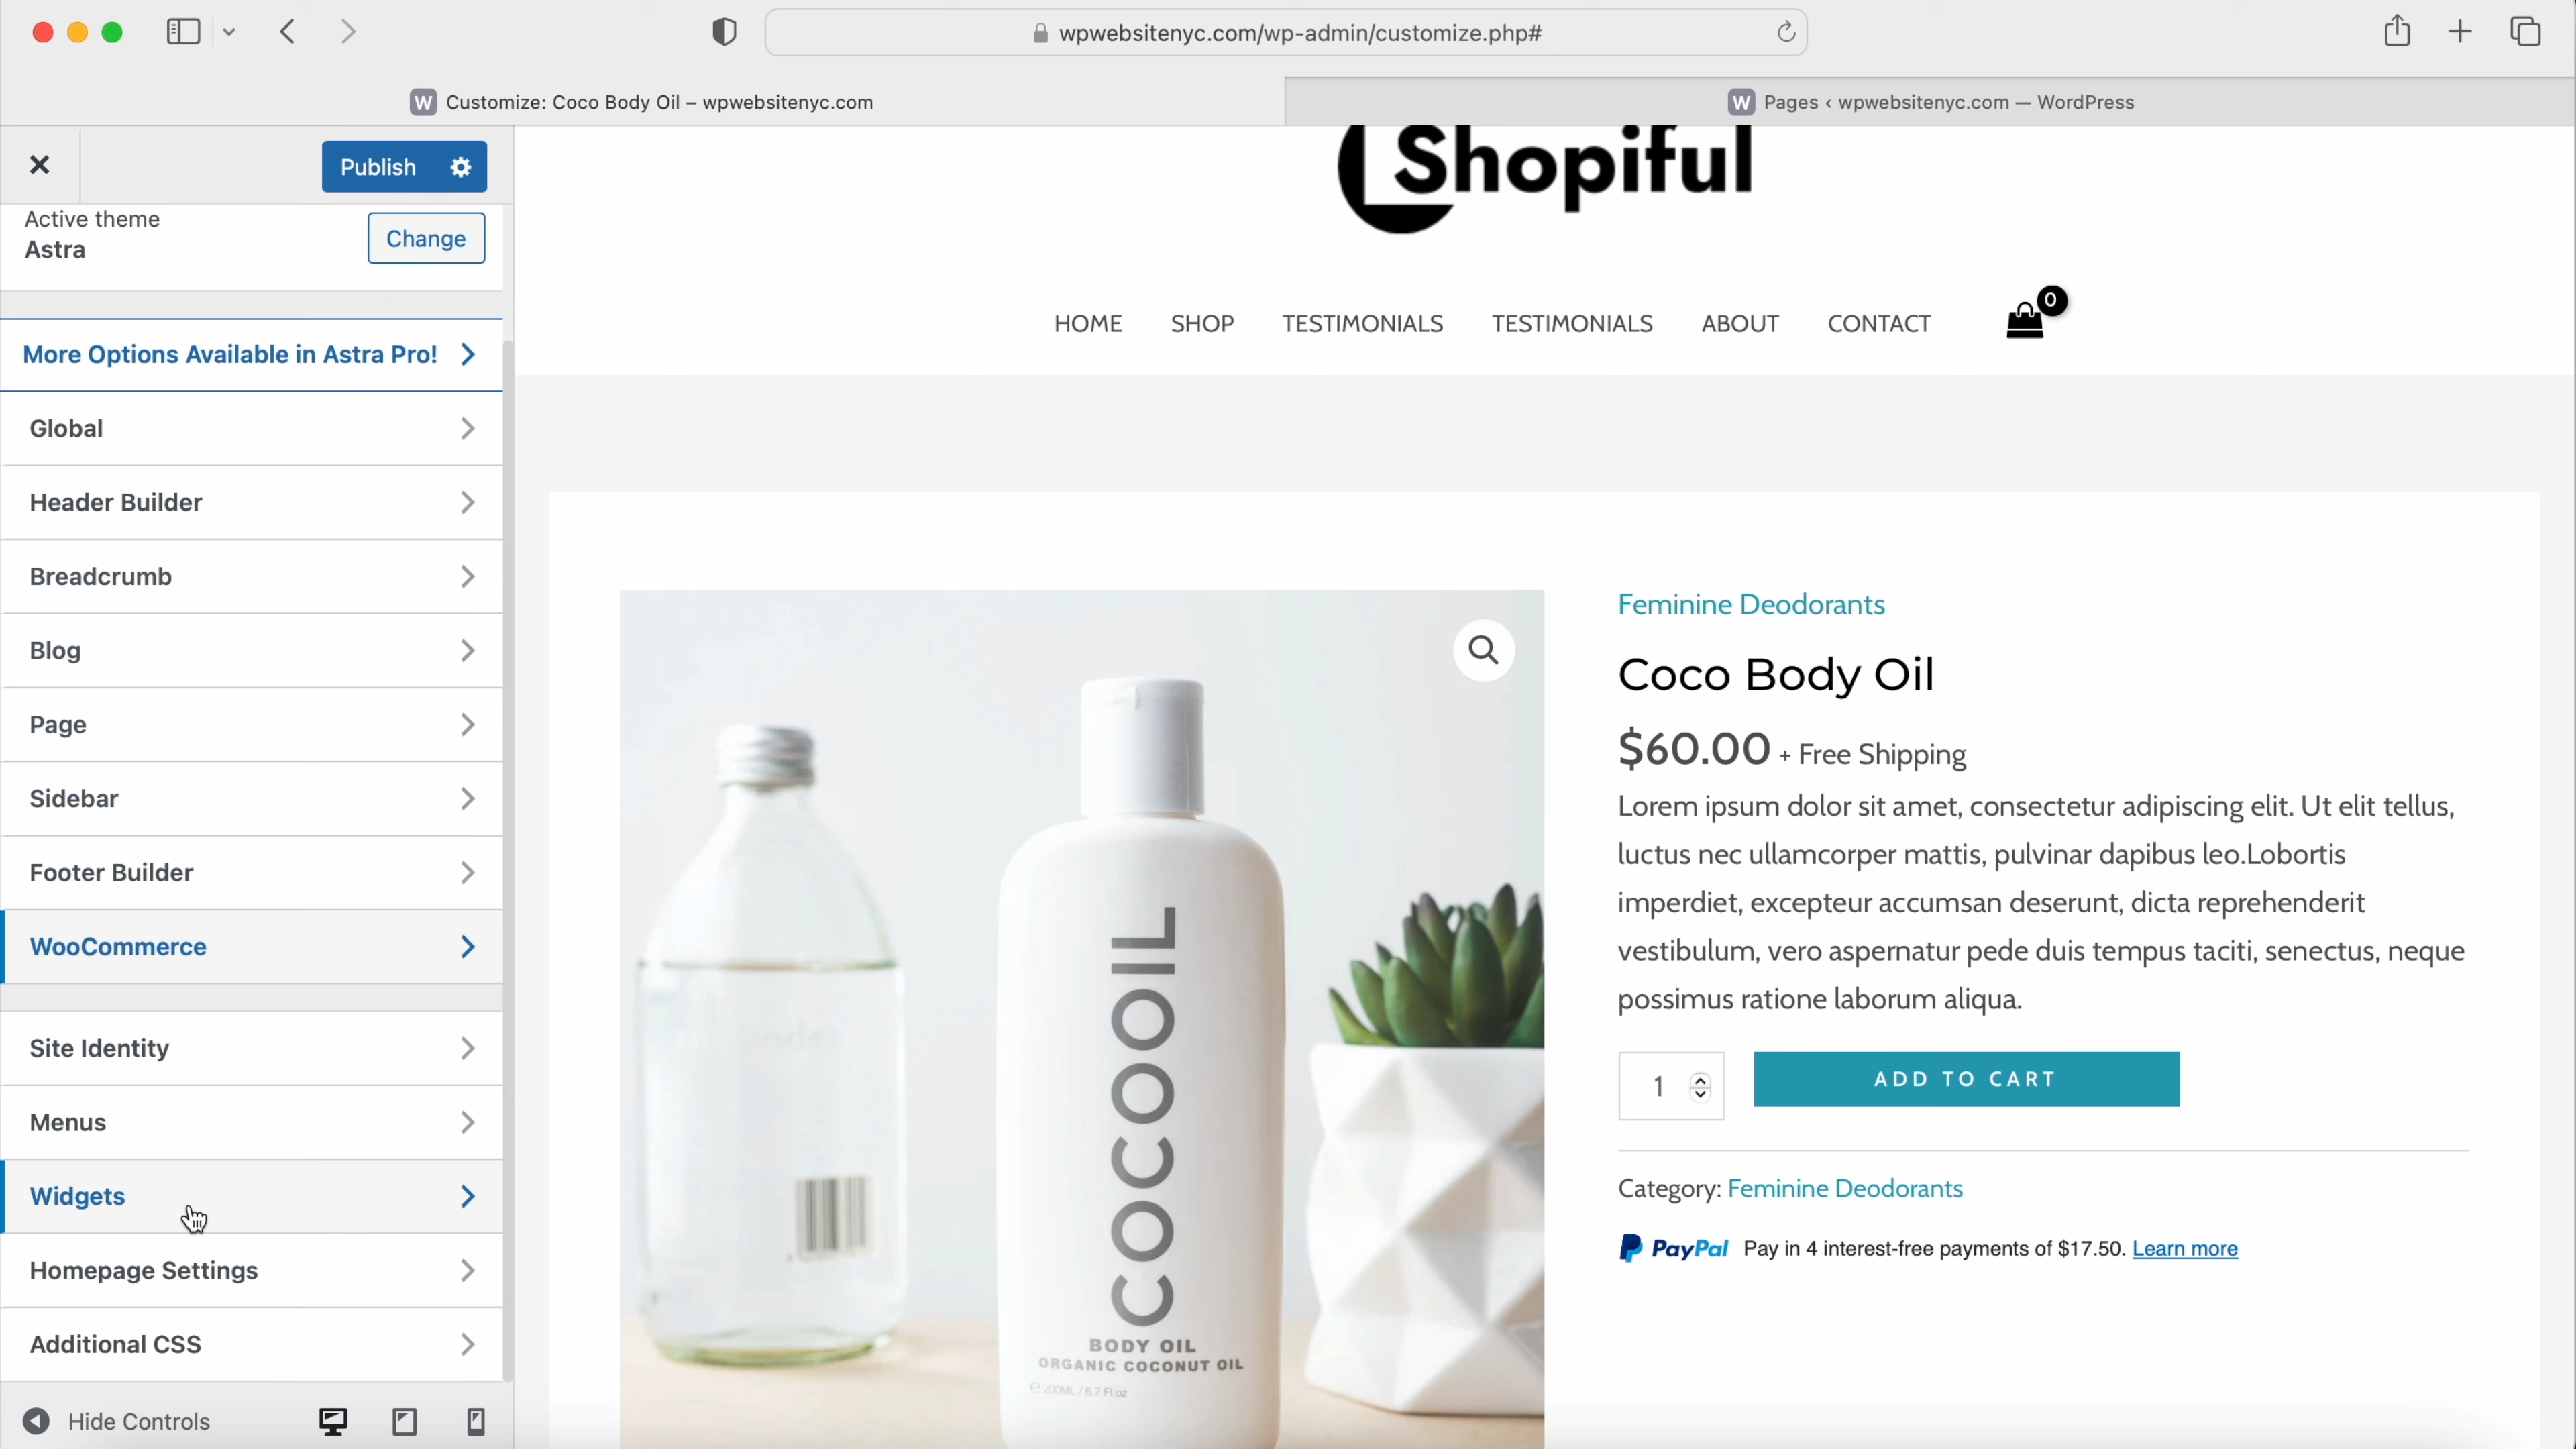 wpwebsitenyc.com/wp-admin/customize.php#
W Customize: Coco Body Oil – wpwebsitenyc.com
W Pages ‹ wpwebsitenyc.com — WordPress
Publish
Active theme
Astra
Change
More Options Available in Astra Pro!
Global
Header Builder
Breadcrumb
Blog
Page
Sidebar
Footer Builder
WooCommerce
Site Identity
Menus
Widgets
Homepage Settings
Additional CSS
Hide Controls
Shopiful
HOME SHOP TESTIMONIALS TESTIMONIALS ABOUT CONTACT 0
COCOOIL
BODY OIL
ORGANIC COCONUT OIL
℮ 200ML / 6.7 Fl.oz
Feminine Deodorants
Coco Body Oil
$60.00 + Free Shipping
Lorem ipsum dolor sit amet, consectetur adipiscing elit. Ut elit tellus,
luctus nec ullamcorper mattis, pulvinar dapibus leo.Lobortis
imperdiet, excepteur accumsan deserunt, dicta reprehenderit
vestibulum, vero aspernatur pede duis tempus taciti, senectus, neque
possimus ratione laborum aliqua.
1
ADD TO CART
Category: Feminine Deodorants
PayPal Pay in 4 interest-free payments of $17.50. Learn more